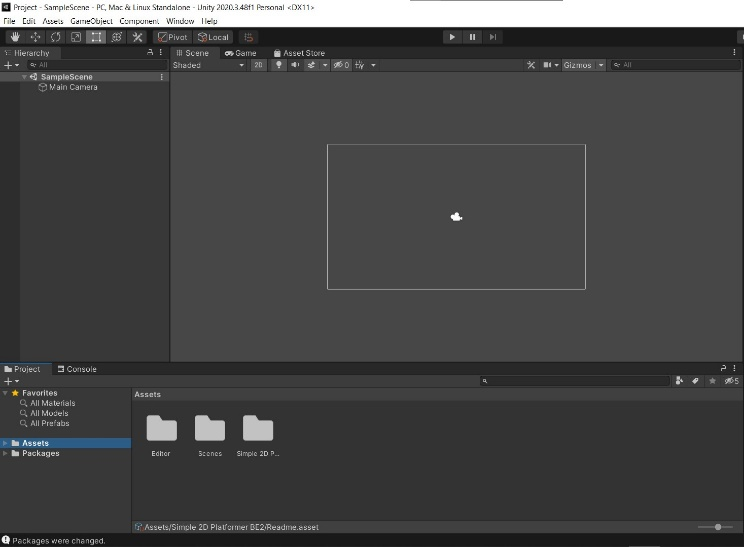 Project - SampleScene - PC, Mac & Linux Standalone - Unity 2020.3.48f1 Personal <DX11>
File Edit Assets GameObject Component Window Help
Pivot Local
Hierarchy
All
SampleScene
Main Camera
Scene Game Asset Store
Shaded 2D 0 Gizmos All
Project Console
5
Favorites
All Materials
All Models
All Prefabs
Assets
Packages
Assets
Editor Scenes Simple 2D P...
Assets/Simple 2D Platformer BE2/Readme.asset
Packages were changed.